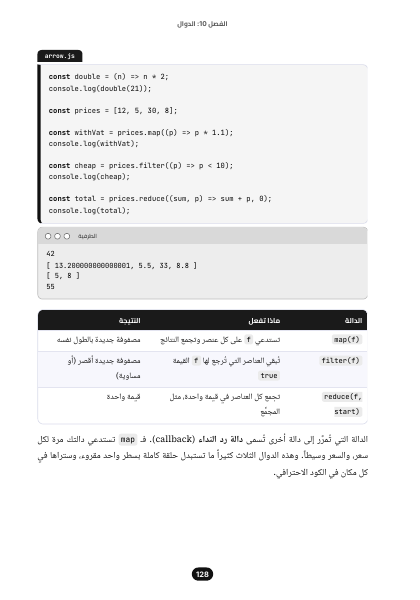 الفصل 10: الدوال
arrow.js
const double = (n) => n * 2;
console.log(double(21));
const prices = [12, 5, 30, 8];
const withVat = prices.map((p) => p * 1.1);
console.log(withVat);
const cheap = prices.filter((p) => p < 10);
console.log(cheap);
const total = prices.reduce((sum, p) => sum + p, 0);
console.log(total);
الطرفية
42
[ 13.200000000000001, 5.5, 33, 8.8 ]
[ 5, 8 ]
55
الدالة ماذا تفعل النتيجة
map(f) تستدعي f على كل عنصر وتجمع النتائج مصفوفة جديدة بالطول نفسه
filter(f) تُبقي العناصر التي تُرجع لها f القيمة مصفوفة جديدة أقصر (أو
true مساوية)
reduce(f, تجمع كل العناصر في قيمة واحدة، مثل قيمة واحدة
start) المجمّع
الدالة التي تُمرَّر إلى دالة أخرى تُسمى دالة رد النداء (callback). فـ map تستدعي دالتك مرة لكل
سعر، والسعر وسيطاً. وهذه الدوال الثلاث كثيراً ما تستبدل حلقة كاملة بسطر واحد مقروء، وستراها في
كل مكان في الكود الاحترافي.
128